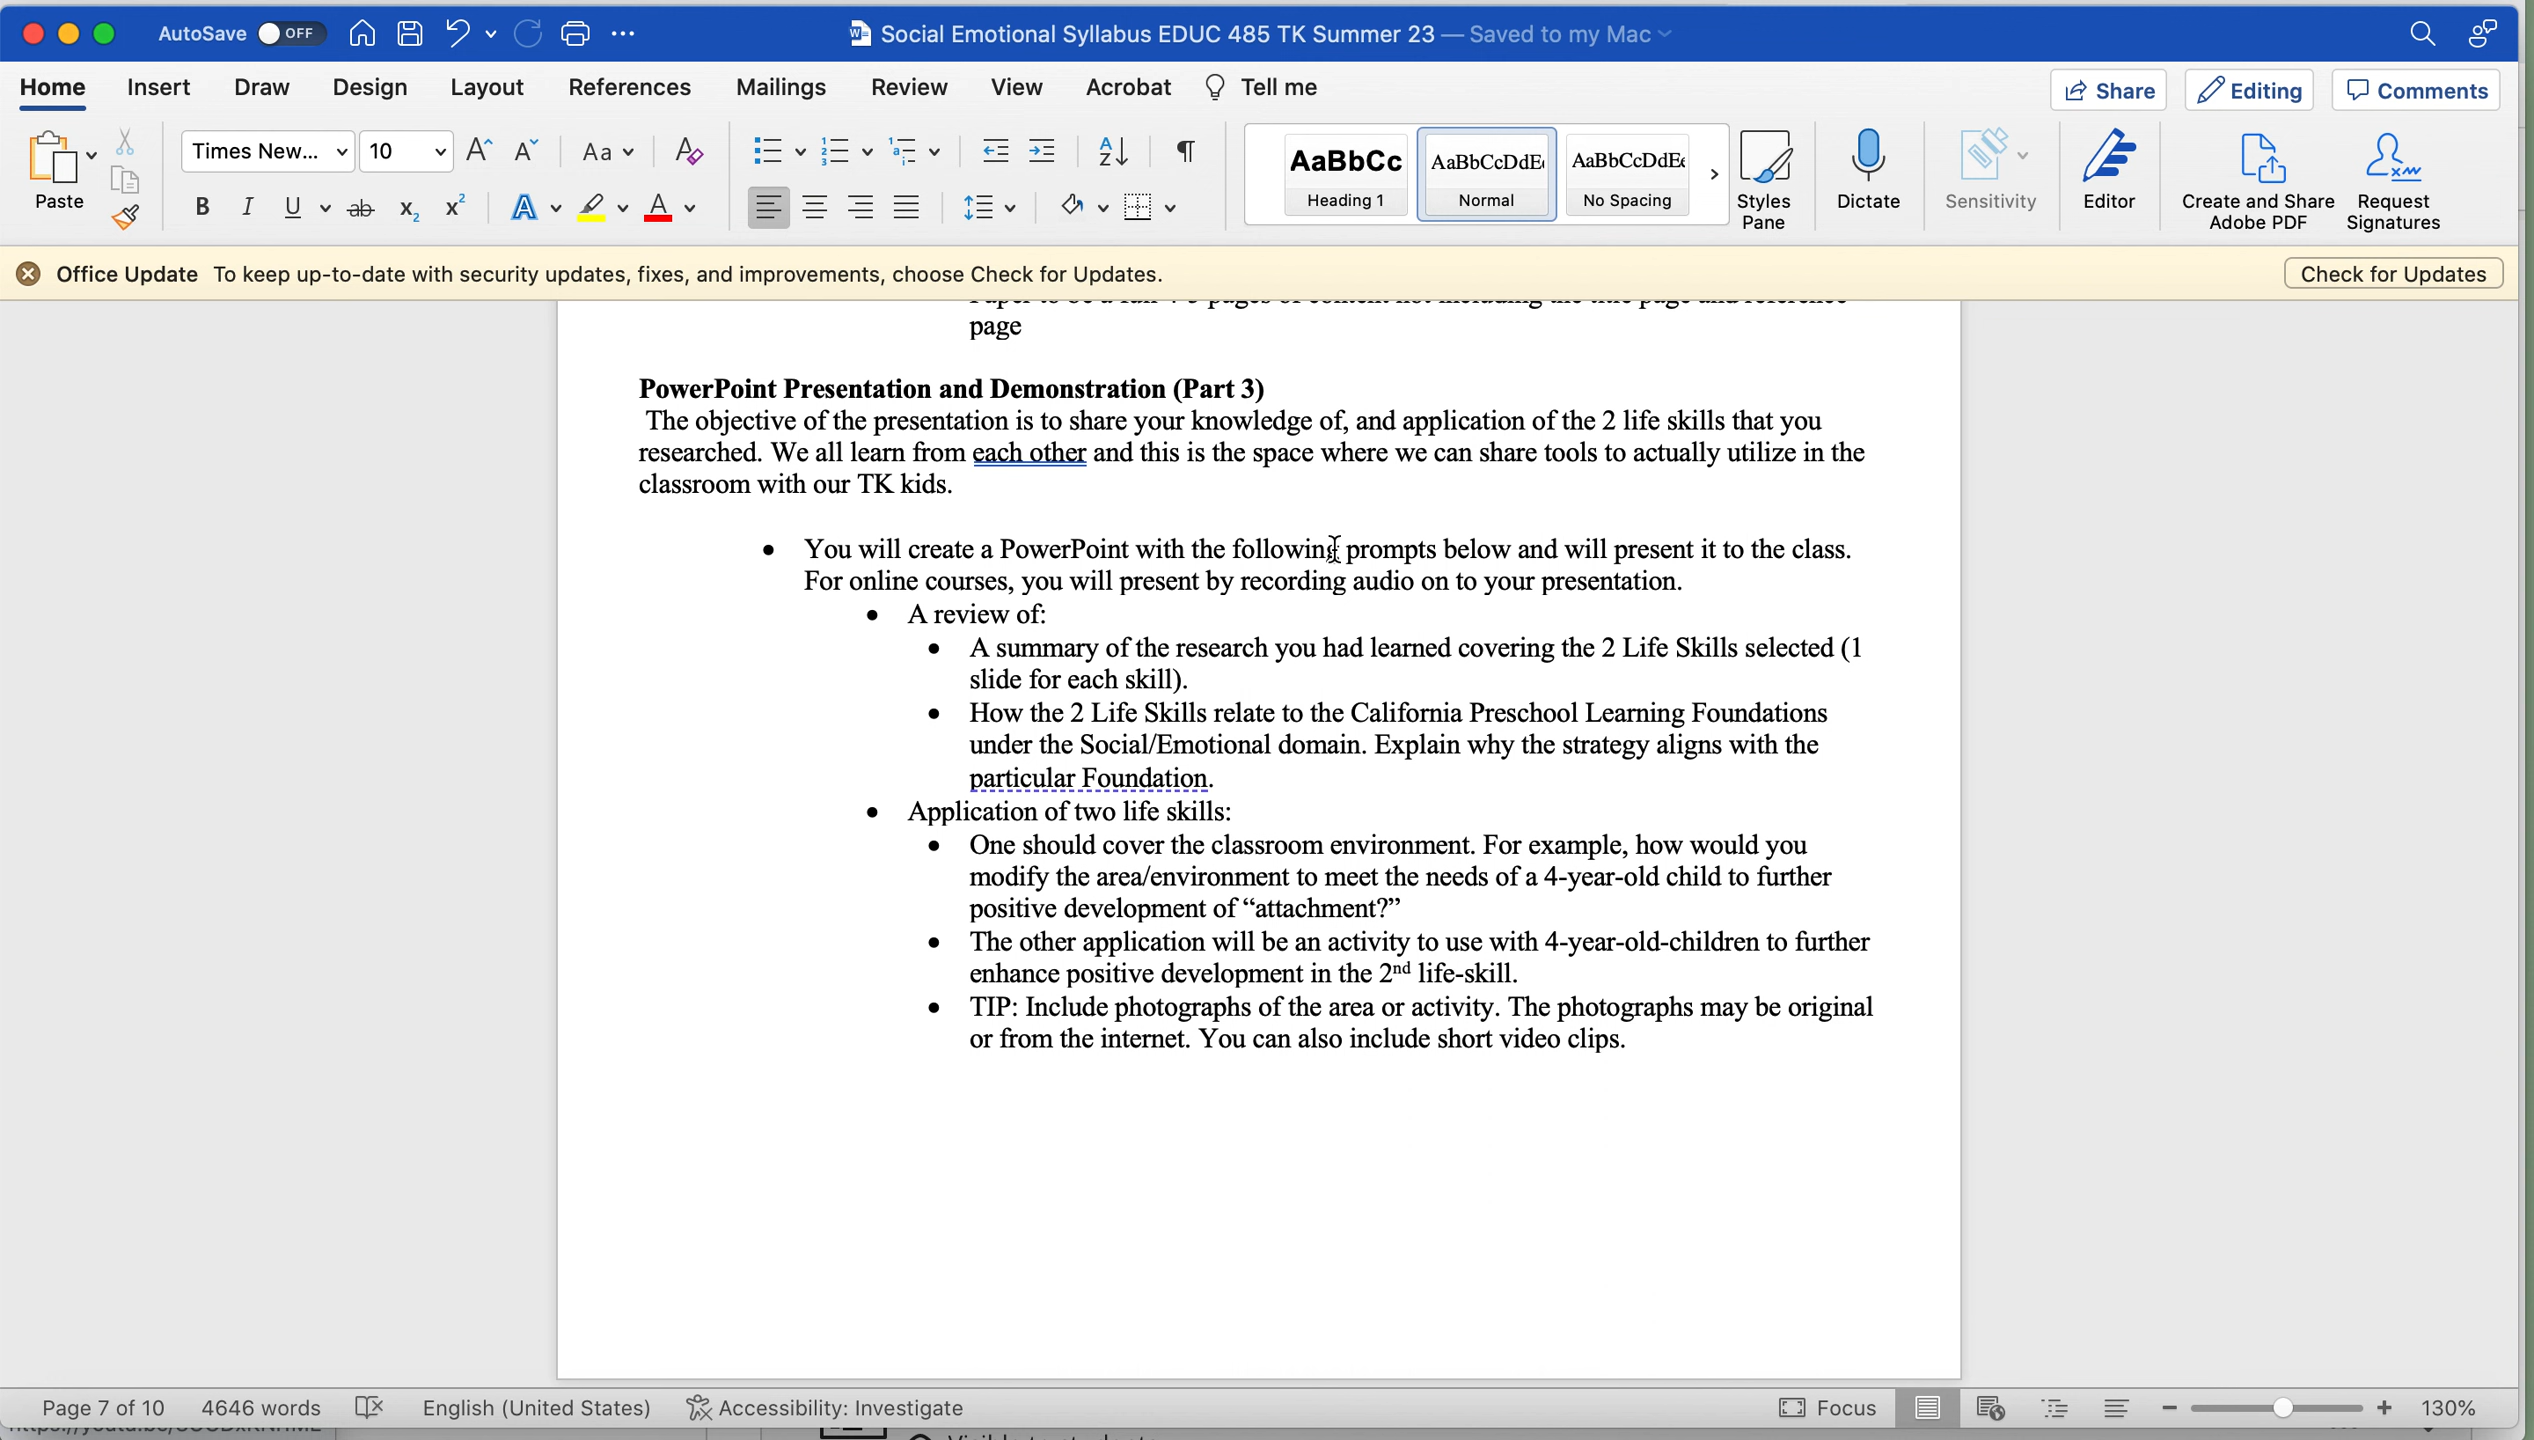 AutoSave OFF
Social Emotional Syllabus EDUC 485 TK Summer 23 — Saved to my Mac
Home Insert Draw Design Layout References Mailings Review View Acrobat Tell me
Share Editing Comments
Paste
Times New... 10
Aa
AaBbCc AaBbCcDdE AaBbCcDdEe
Heading 1 Normal No Spacing
Styles Pane
Dictate
Sensitivity
Editor
Create and Share Adobe PDF
Request Signatures
Office Update To keep up-to-date with security updates, fixes, and improvements, choose Check for Updates. Check for Updates
page
PowerPoint Presentation and Demonstration (Part 3)
The objective of the presentation is to share your knowledge of, and application of the 2 life skills that you
researched. We all learn from each other and this is the space where we can share tools to actually utilize in the
classroom with our TK kids.
• You will create a PowerPoint with the following prompts below and will present it to the class.
For online courses, you will present by recording audio on to your presentation.
• A review of:
• A summary of the research you had learned covering the 2 Life Skills selected (1
slide for each skill).
• How the 2 Life Skills relate to the California Preschool Learning Foundations
under the Social/Emotional domain. Explain why the strategy aligns with the
particular Foundation.
• Application of two life skills:
• One should cover the classroom environment. For example, how would you
modify the area/environment to meet the needs of a 4-year-old child to further
positive development of “attachment?”
• The other application will be an activity to use with 4-year-old-children to further
enhance positive development in the 2nd life-skill.
• TIP: Include photographs of the area or activity. The photographs may be original
or from the internet. You can also include short video clips.
Page 7 of 10 4646 words English (United States) Accessibility: Investigate Focus 130%